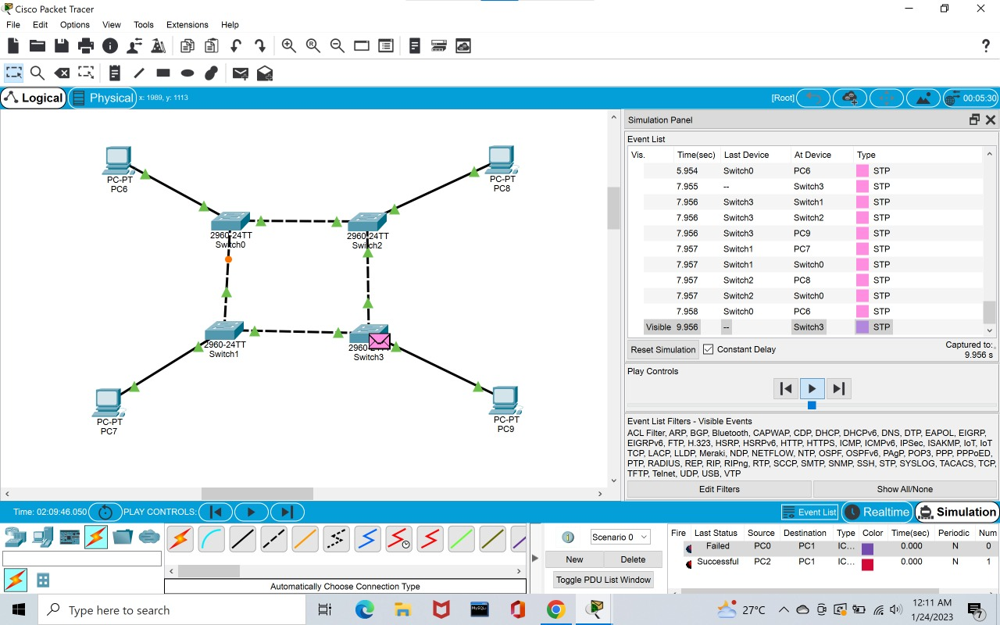 Cisco Packet Tracer
File Edit Options View Tools Extensions Help
?
Logical Physical x: 1989, y: 1113 [Root] 00:05:30
PC-PT
PC6
PC-PT
PC8
2960-24TT
Switch0
2960-24TT
Switch2
2960-24TT
Switch1
2960
Switch3
PC-PT
PC7
PC-PT
PC9
Simulation Panel
Event List
Vis. Time(sec) Last Device At Device Type
5.954 Switch0 PC6 STP
7.955 -- Switch3 STP
7.956 Switch3 Switch1 STP
7.956 Switch3 Switch2 STP
7.956 Switch3 PC9 STP
7.957 Switch1 PC7 STP
7.957 Switch1 Switch0 STP
7.957 Switch2 PC8 STP
7.957 Switch2 Switch0 STP
7.958 Switch0 PC6 STP
Visible 9.956 -- Switch3 STP
Reset Simulation Constant Delay Captured to:
9.956 s
Play Controls
Event List Filters - Visible Events
ACL Filter, ARP, BGP, Bluetooth, CAPWAP, CDP, DHCP, DHCPv6, DNS, DTP, EAPOL, EIGRP,
EIGRPv6, FTP, H.323, HSRP, HSRPv6, HTTP, HTTPS, ICMP, ICMPv6, IPSec, ISAKMP, IoT, IoT
TCP, LACP, LLDP, Meraki, NDP, NETFLOW, NTP, OSPF, OSPFv6, PAgP, POP3, PPP, PPPoED,
PTP, RADIUS, REP, RIP, RIPng, RTP, SCCP, SMTP, SNMP, SSH, STP, SYSLOG, TACACS, TCP,
TFTP, Telnet, UDP, USB, VTP
Edit Filters Show All/None
Time: 02:09:46.050 PLAY CONTROLS: Event List Realtime Simulation
Automatically Choose Connection Type
Scenario 0
New Delete
Toggle PDU List Window
Fire Last Status Source Destination Type Color Time(sec) Periodic Num
Failed PC0 PC1 IC... 0.000 N 0
Successful PC2 PC1 IC... 0.000 N 1
Type here to search
27°C
12:11 AM
1/24/2023
7